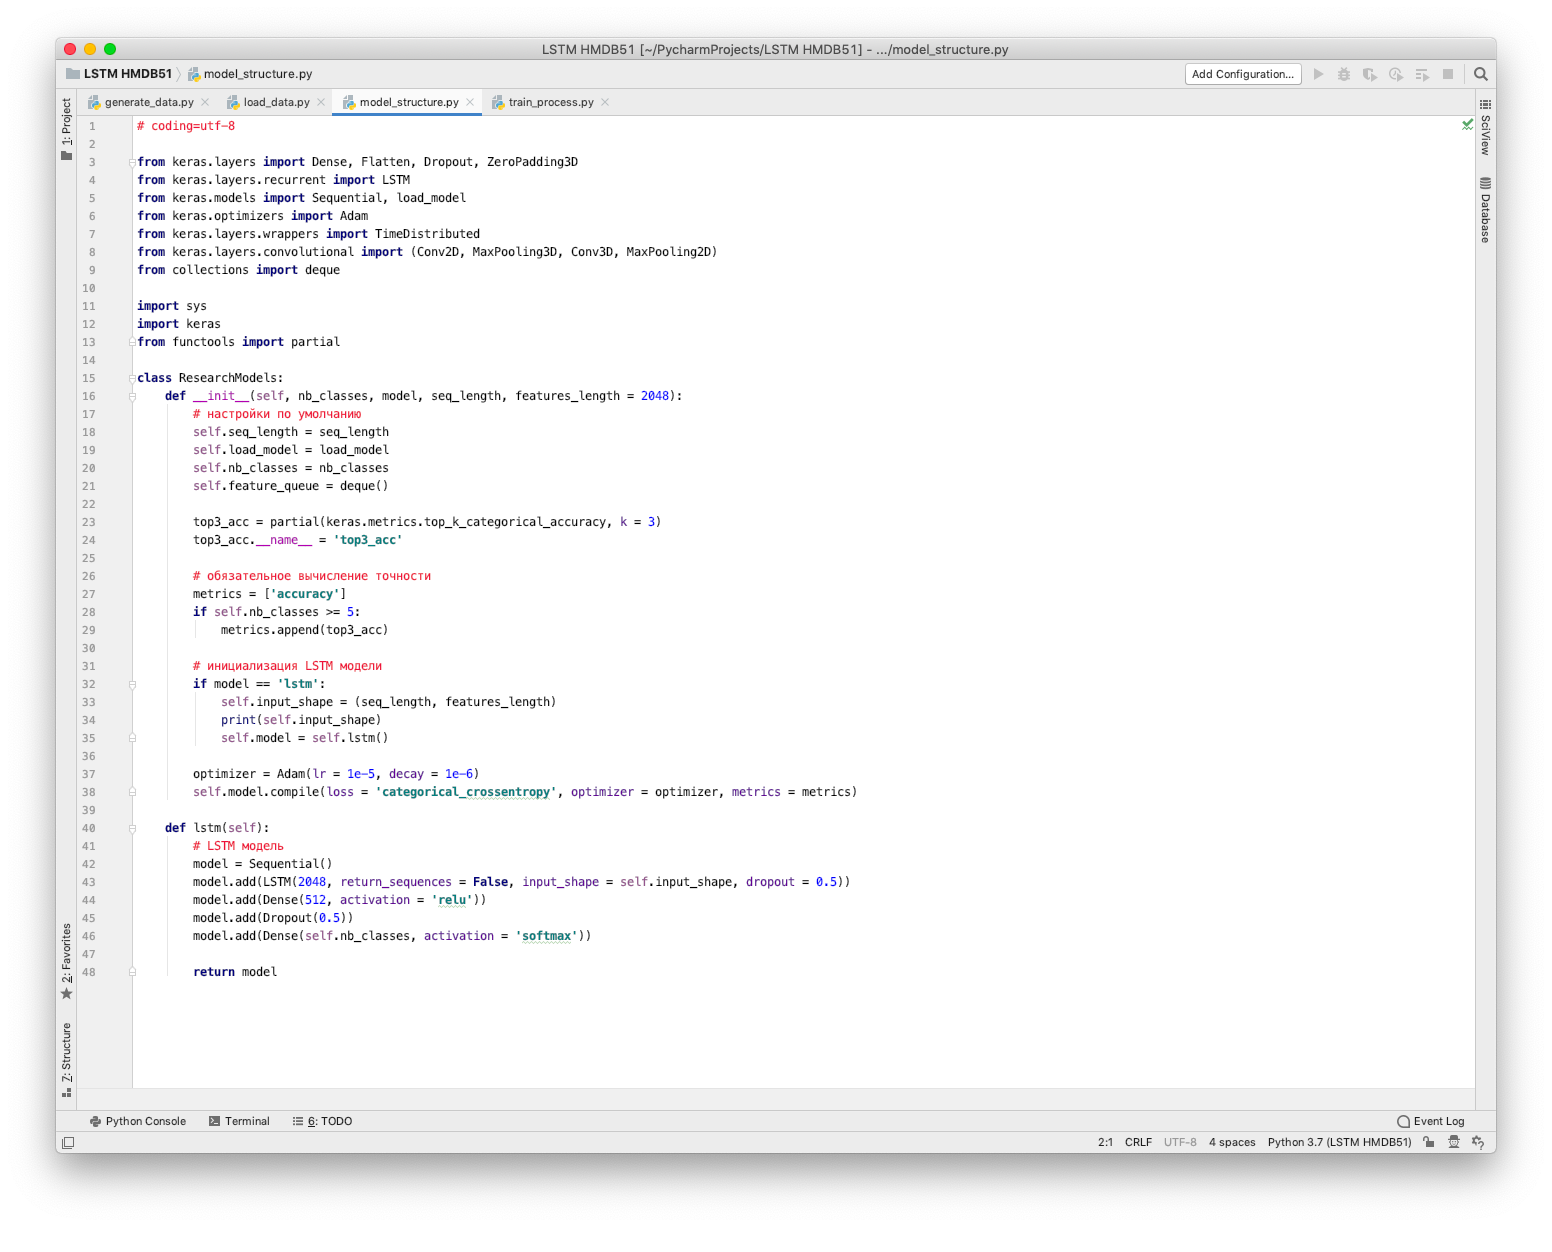 LSTM HMDB51 [~/PycharmProjects/LSTM HMDB51] - .../model_structure.py
LSTM HMDB51 model_structure.py Add Configuration...
generate_data.py load_data.py model_structure.py train_process.py
1: Project
SciView
Database
1 # coding=utf-8
2
3 from keras.layers import Dense, Flatten, Dropout, ZeroPadding3D
4 from keras.layers.recurrent import LSTM
5 from keras.models import Sequential, load_model
6 from keras.optimizers import Adam
7 from keras.layers.wrappers import TimeDistributed
8 from keras.layers.convolutional import (Conv2D, MaxPooling3D, Conv3D, MaxPooling2D)
9 from collections import deque
10
11 import sys
12 import keras
13 from functools import partial
14
15 class ResearchModels:
16     def __init__(self, nb_classes, model, seq_length, features_length = 2048):
17         # настройки по умолчанию
18         self.seq_length = seq_length
19         self.load_model = load_model
20         self.nb_classes = nb_classes
21         self.feature_queue = deque()
22
23         top3_acc = partial(keras.metrics.top_k_categorical_accuracy, k = 3)
24         top3_acc.__name__ = 'top3_acc'
25
26         # обязательное вычисление точности
27         metrics = ['accuracy']
28         if self.nb_classes >= 5:
29             metrics.append(top3_acc)
30
31         # инициализация LSTM модели
32         if model == 'lstm':
33             self.input_shape = (seq_length, features_length)
34             print(self.input_shape)
35             self.model = self.lstm()
36
37         optimizer = Adam(lr = 1e-5, decay = 1e-6)
38         self.model.compile(loss = 'categorical_crossentropy', optimizer = optimizer, metrics = metrics)
39
40     def lstm(self):
41         # LSTM модель
42         model = Sequential()
43         model.add(LSTM(2048, return_sequences = False, input_shape = self.input_shape, dropout = 0.5))
44         model.add(Dense(512, activation = 'relu'))
45         model.add(Dropout(0.5))
46         model.add(Dense(self.nb_classes, activation = 'softmax'))
47
48         return model
2: Favorites
7: Structure
Python Console Terminal 6: TODO Event Log
2:1 CRLF UTF-8 4 spaces Python 3.7 (LSTM HMDB51)